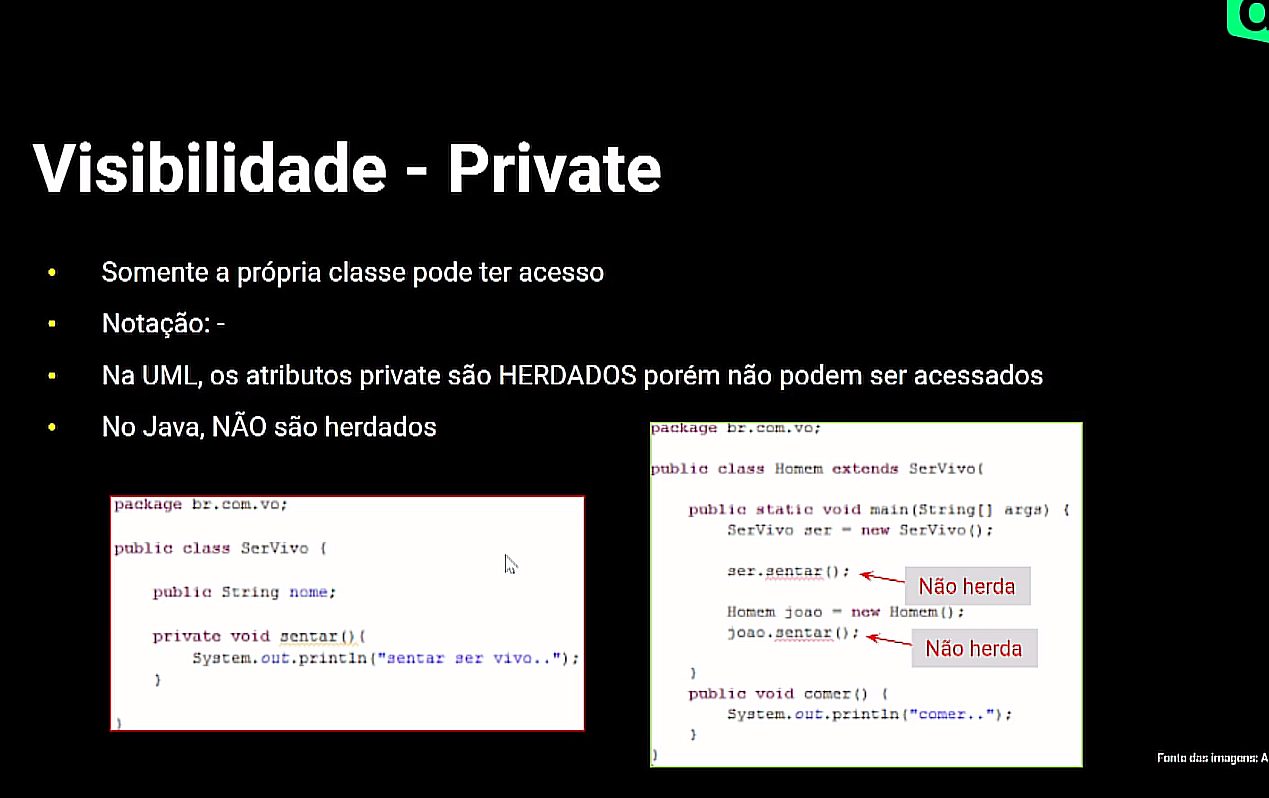 Visibilidade - Private
Somente a própria classe pode ter acesso
Notação: -
Na UML, os atributos private são HERDADOS porém não podem ser acessados
No Java, NÃO são herdados
package br.com.vo;
public class SerVivo {
public String nome;
private void sentar(){
System.out.println("sentar ser vivo..");
}
}
package br.com.vo;
public class Homem extends SerVivo{
public static void main(String[] args) {
SerVivo ser = new SerVivo();
ser.sentar();
Não herda
Homem joao = new Homem();
joao.sentar();
Não herda
}
public void comer() {
System.out.println("comer..");
}
}
Fonte das imagens: A